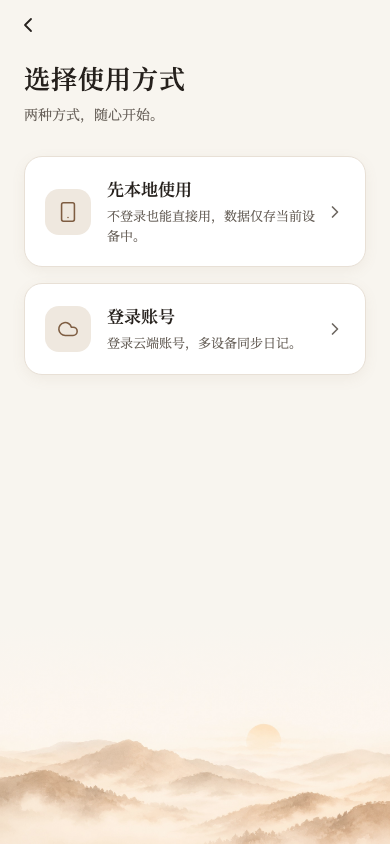 选择使用方式
两种方式，随心开始。
先本地使用
不登录也能直接用，数据仅存当前设
备中。
登录账号
登录云端账号，多设备同步日记。